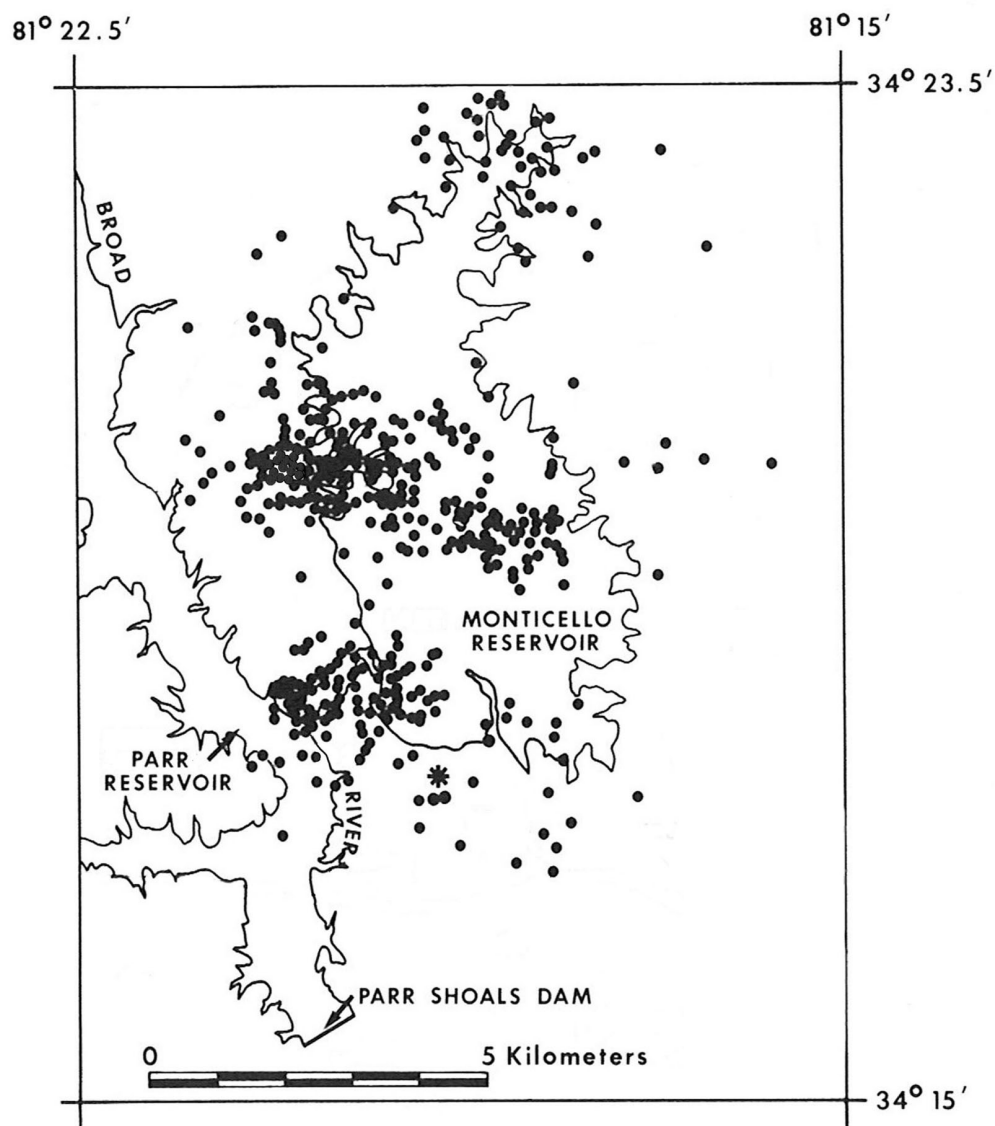 81° 22.5′
81° 15′
34° 23.5′
BROAD
MONTICELLO
RESERVOIR
PARR
RESERVOIR
RIVER
PARR SHOALS DAM
0 5 Kilometers
34° 15′